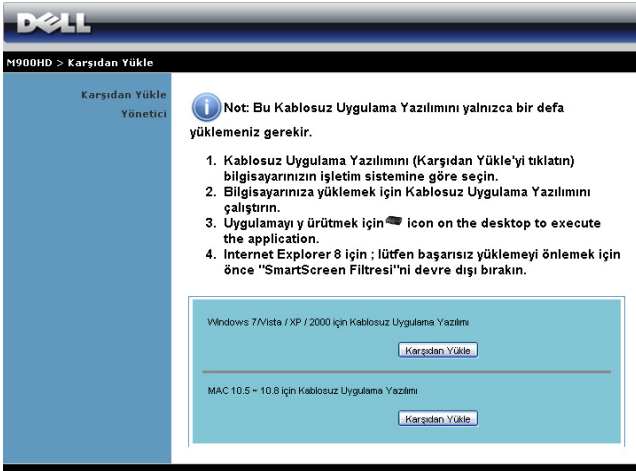 DELL
M900HD > Karşıdan Yükle
Karşıdan Yükle
Yönetici
Not: Bu Kablosuz Uygulama Yazılımını yalnızca bir defa
yüklemeniz gerekir.
1. Kablosuz Uygulama Yazılımını (Karşıdan Yükle'yi tıklatın)
bilgisayarınızın işletim sistemine göre seçin.
2. Bilgisayarınıza yüklemek için Kablosuz Uygulama Yazılımını
çalıştırın.
3. Uygulamayı y ürütmek için icon on the desktop to execute
the application.
4. Internet Explorer 8 için ; lütfen başarısız yüklemeyi önlemek için
önce "SmartScreen Filtresi"ni devre dışı bırakın.
Windows 7/Vista / XP / 2000 için Kablosuz Uygulama Yazılımı
Karşıdan Yükle
MAC 10.5 ~ 10.8 için Kablosuz Uygulama Yazılımı
Karşıdan Yükle